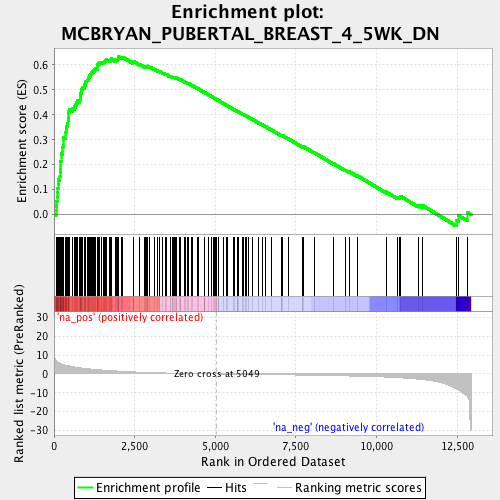 Enrichment plot:
MCBRYAN_PUBERTAL_BREAST_4_5WK_DN
Enrichment score (ES)
0.6
0.5
0.4
0.3
0.2
0.1
0.0
Ranked list metric (PreRanked)
30
20
10
0
-10
-20
-30
'na_pos' (positively correlated)
Zero cross at 5049
'na_neg' (negatively correlated)
0
2,500
5,000
7,500
10,000
12,500
Rank in Ordered Dataset
Enrichment profile
Hits
Ranking metric scores